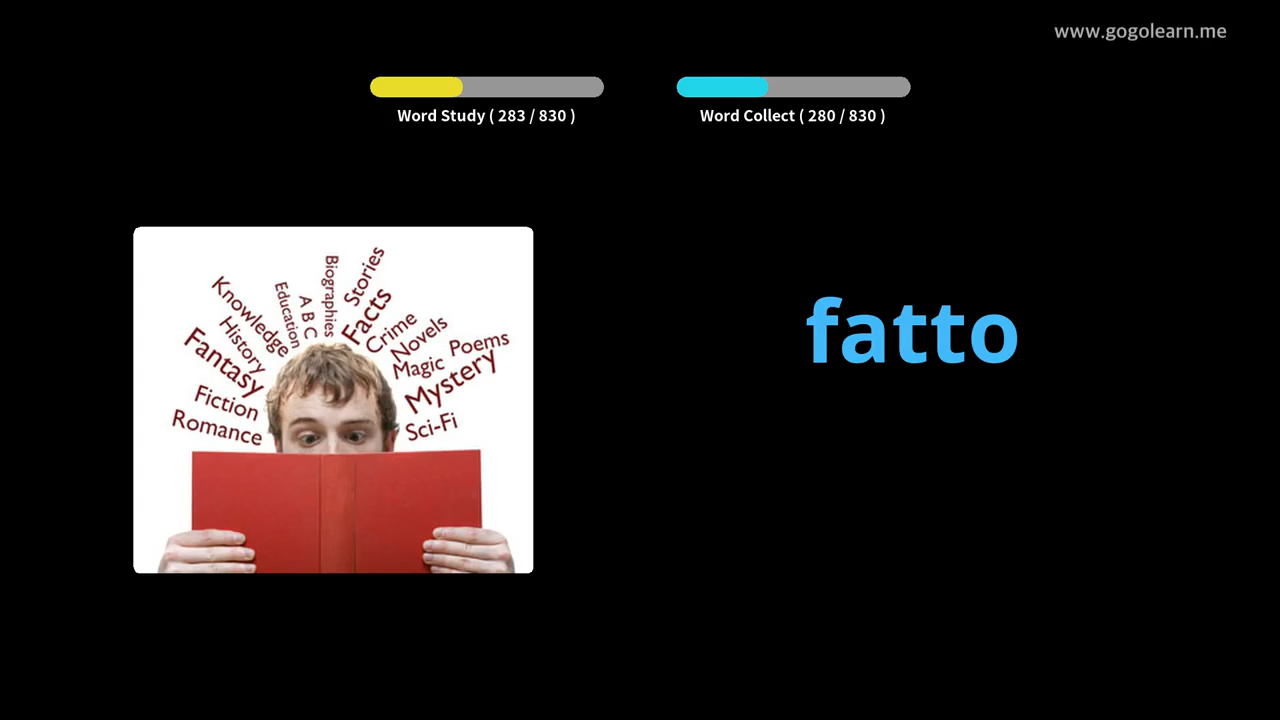 www.gogolearn.me
Word Study ( 283 / 830 )
Word Collect ( 280 / 830 )
Biographies
Stories
Education
A B C
Facts
Knowledge
Crime
History
Novels
Poems
Fantasy
Magic
Mystery
Fiction
Romance
Sci-Fi
fatto